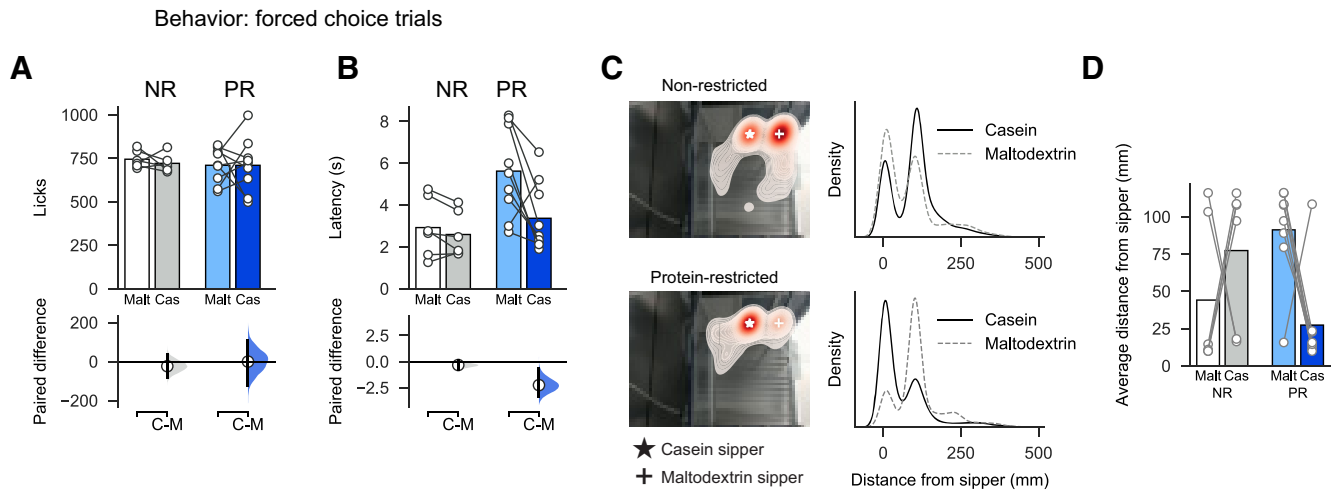 Behavior: forced choice trials
A
NR
PR
Licks
1000
750
500
250
0
Malt Cas
Malt Cas
Paired difference
200
0
−200
C-M
C-M
B
NR
PR
Latency (s)
8
6
4
2
0
Malt Cas
Malt Cas
Paired difference
2.5
0.0
−2.5
C-M
C-M
C
Non-restricted
Density
Casein
Maltodextrin
0
250
500
Protein-restricted
Density
Casein
Maltodextrin
0
250
500
Distance from sipper (mm)
Casein sipper
Maltodextrin sipper
D
Average distance from sipper (mm)
100
75
50
25
0
Malt Cas
Malt Cas
NR
PR